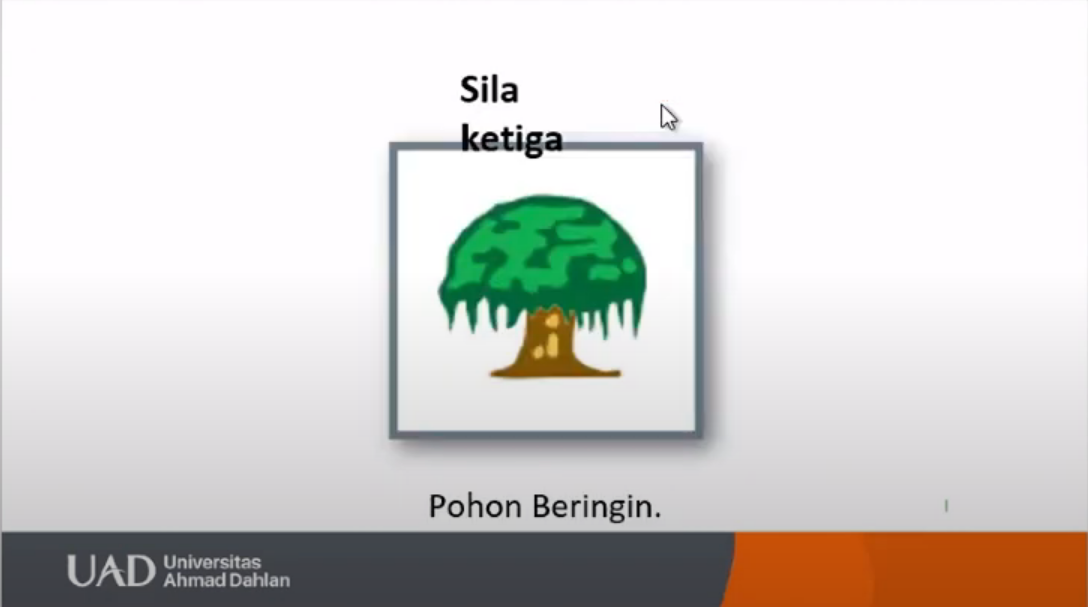 Sila
ketiga
Pohon Beringin.
UAD Universitas
Ahmad Dahlan